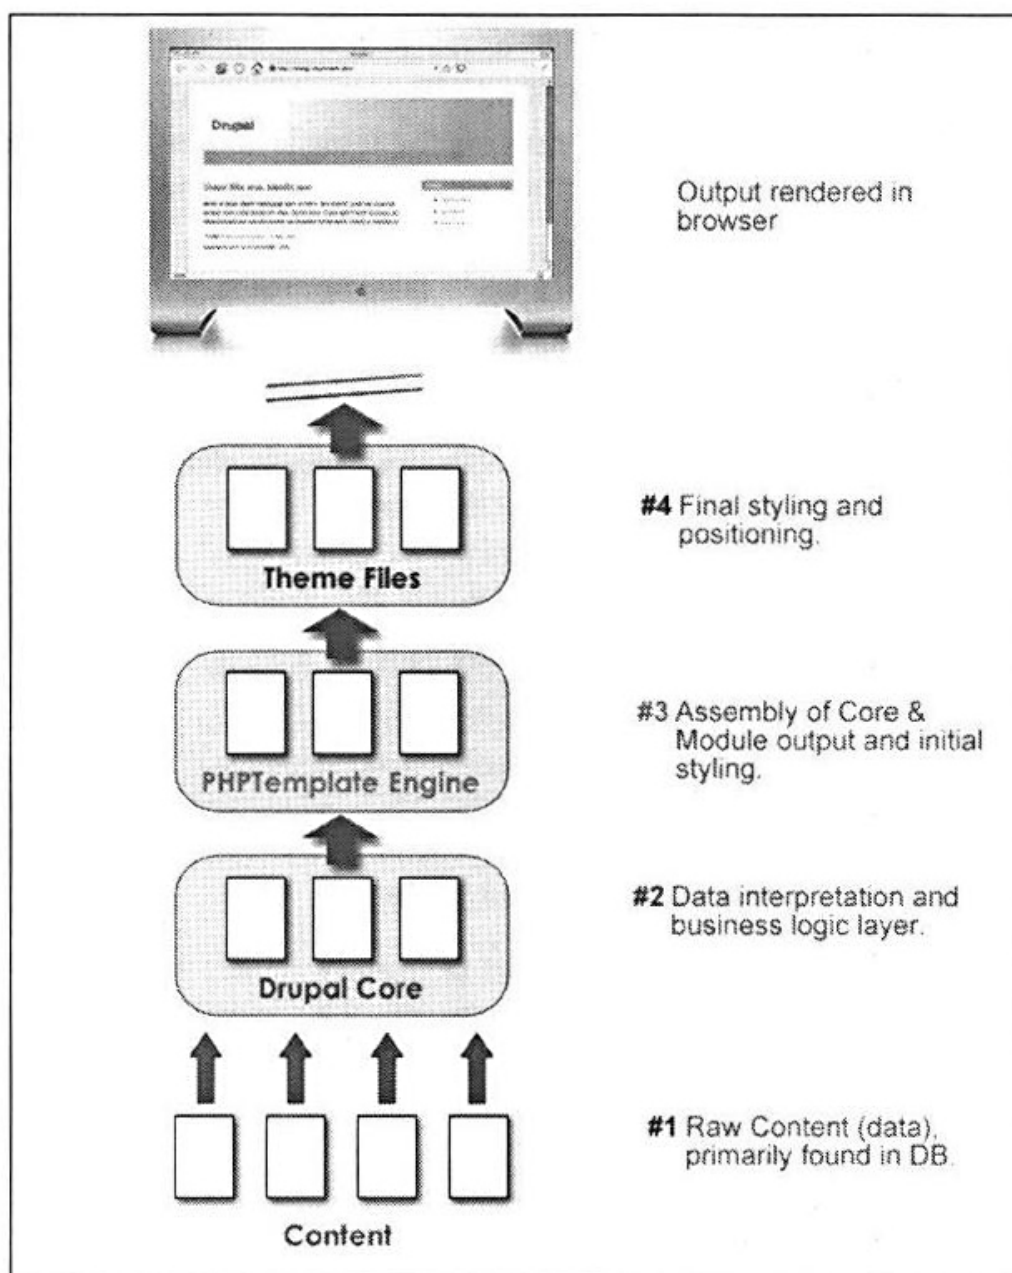 Drupal
Output rendered in
browser
#4 Final styling and
positioning.
Theme Files
#3 Assembly of Core &
Module output and initial
styling.
PHPTemplate Engine
#2 Data interpretation and
business logic layer.
Drupal Core
#1 Raw Content (data),
primarily found in DB.
Content